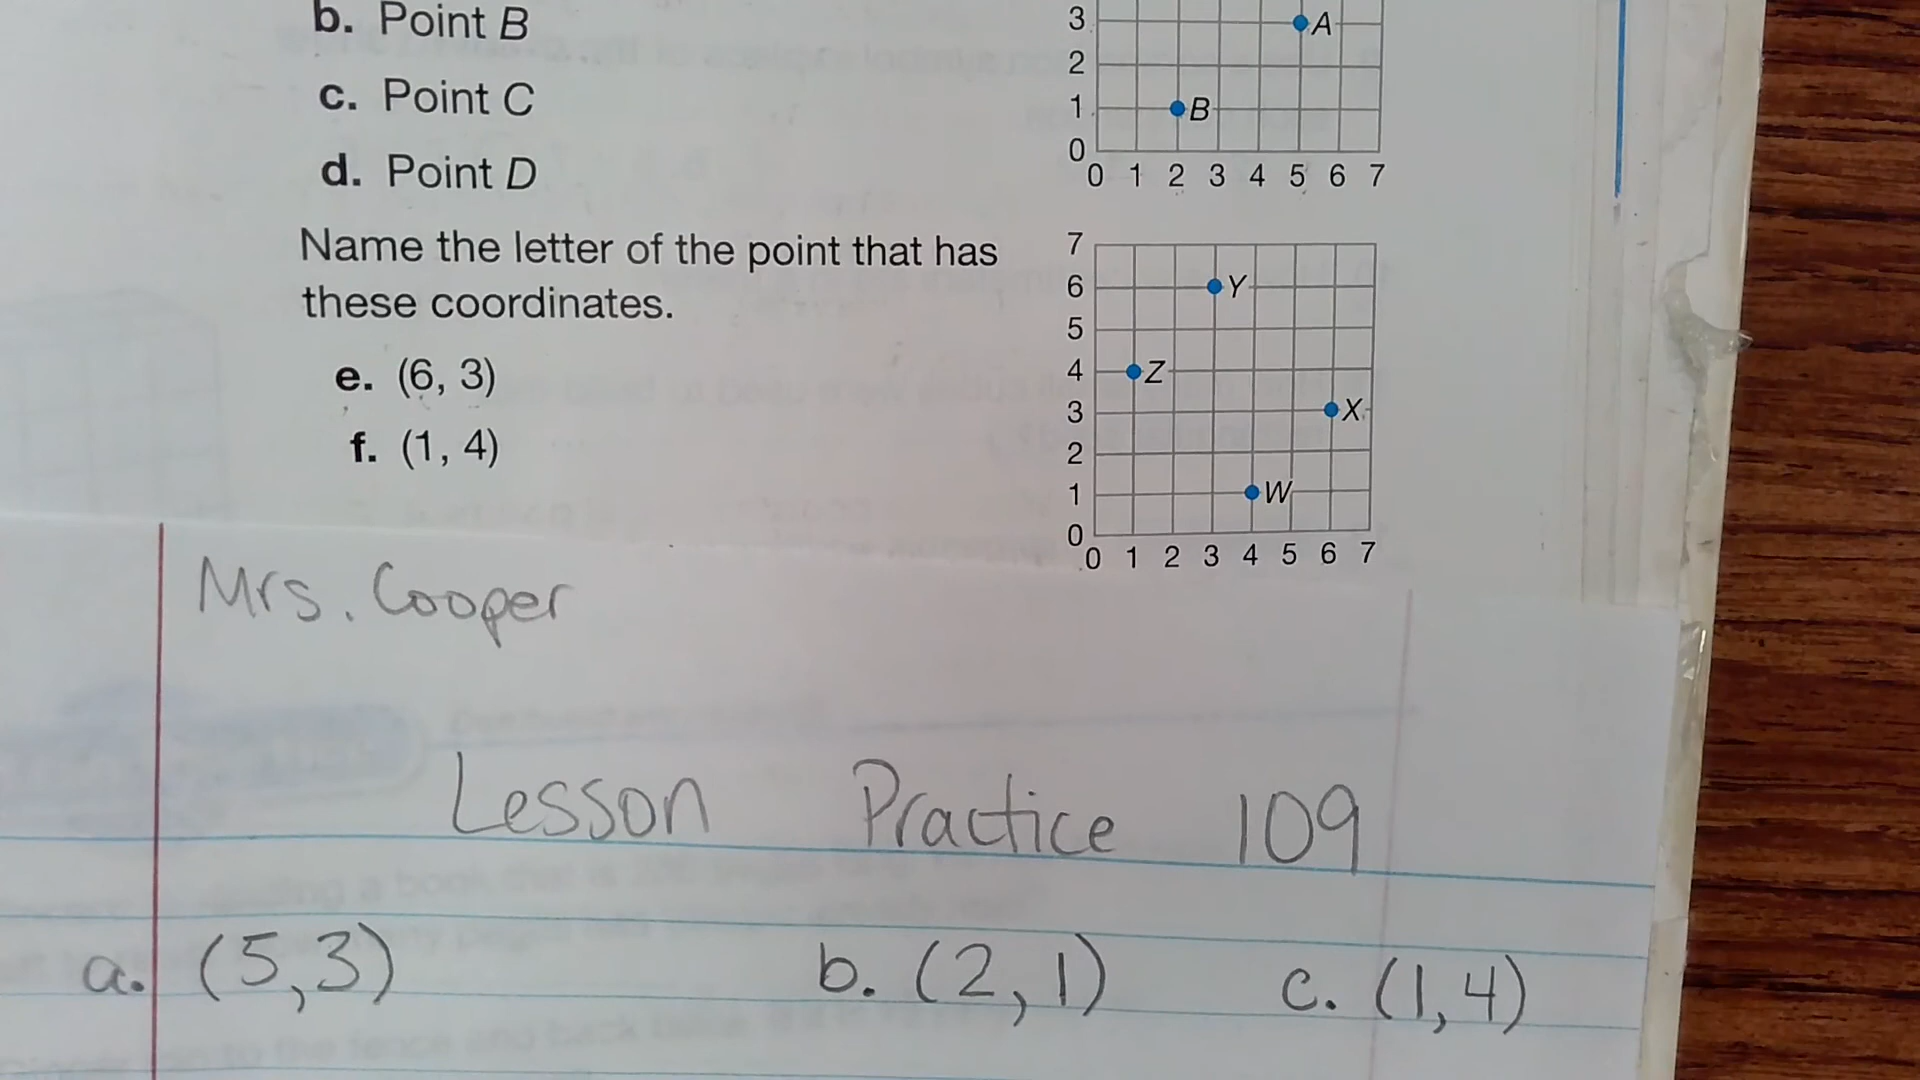 b. Point B
c. Point C
d. Point D
3
A
2
1
B
0
0 1 2 3 4 5 6 7
Name the letter of the point that has
these coordinates.
e. (6, 3)
f. (1, 4)
7
6
Y
5
4
Z
3
X
2
1
W
0
0 1 2 3 4 5 6 7
Mrs. Cooper
Lesson Practice 109
a. (5,3) b. (2,1) c. (1,4)